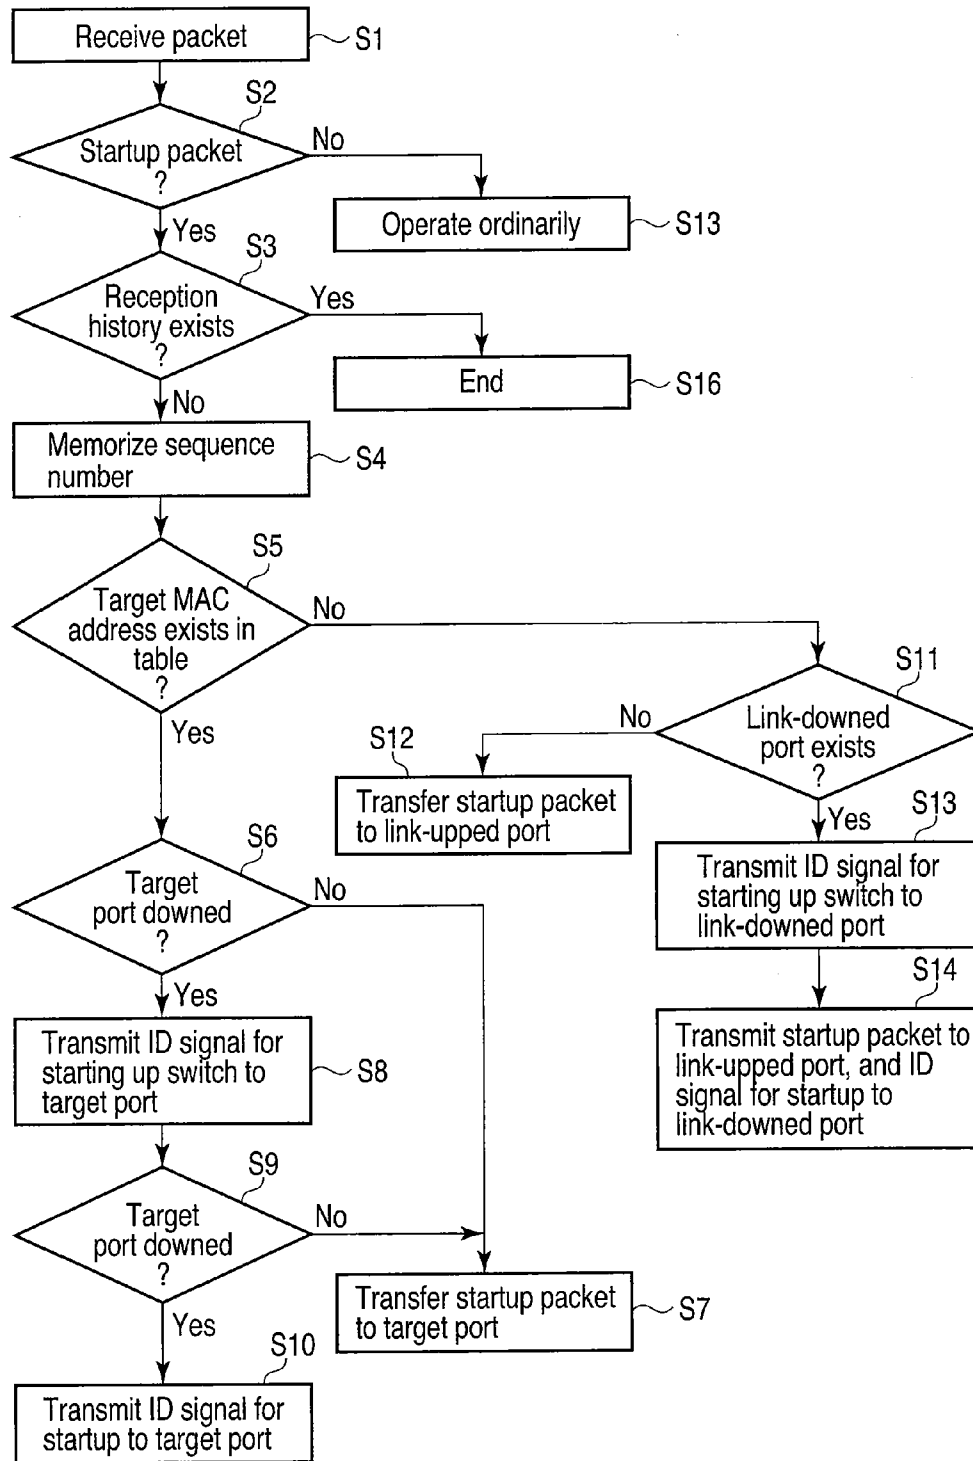 Receive packet
S1
S2
Startup packet
?
No
Yes
Operate ordinarily
S13
S3
Reception
history exists
?
Yes
No
End
S16
Memorize sequence
number
S4
S5
Target MAC
address exists in
table
?
No
Yes
S11
Link-downed
port exists
?
No
Yes
S12
Transfer startup packet
to link-upped port
S13
Transmit ID signal for
starting up switch to
link-downed port
S14
Transmit startup packet to
link-upped port, and ID
signal for startup to
link-downed port
S6
Target
port downed
?
No
Yes
Transmit ID signal for
starting up switch to
target port
S8
S9
Target
port downed
?
No
Yes
Transfer startup packet
to target port
S7
S10
Transmit ID signal for
startup to target port